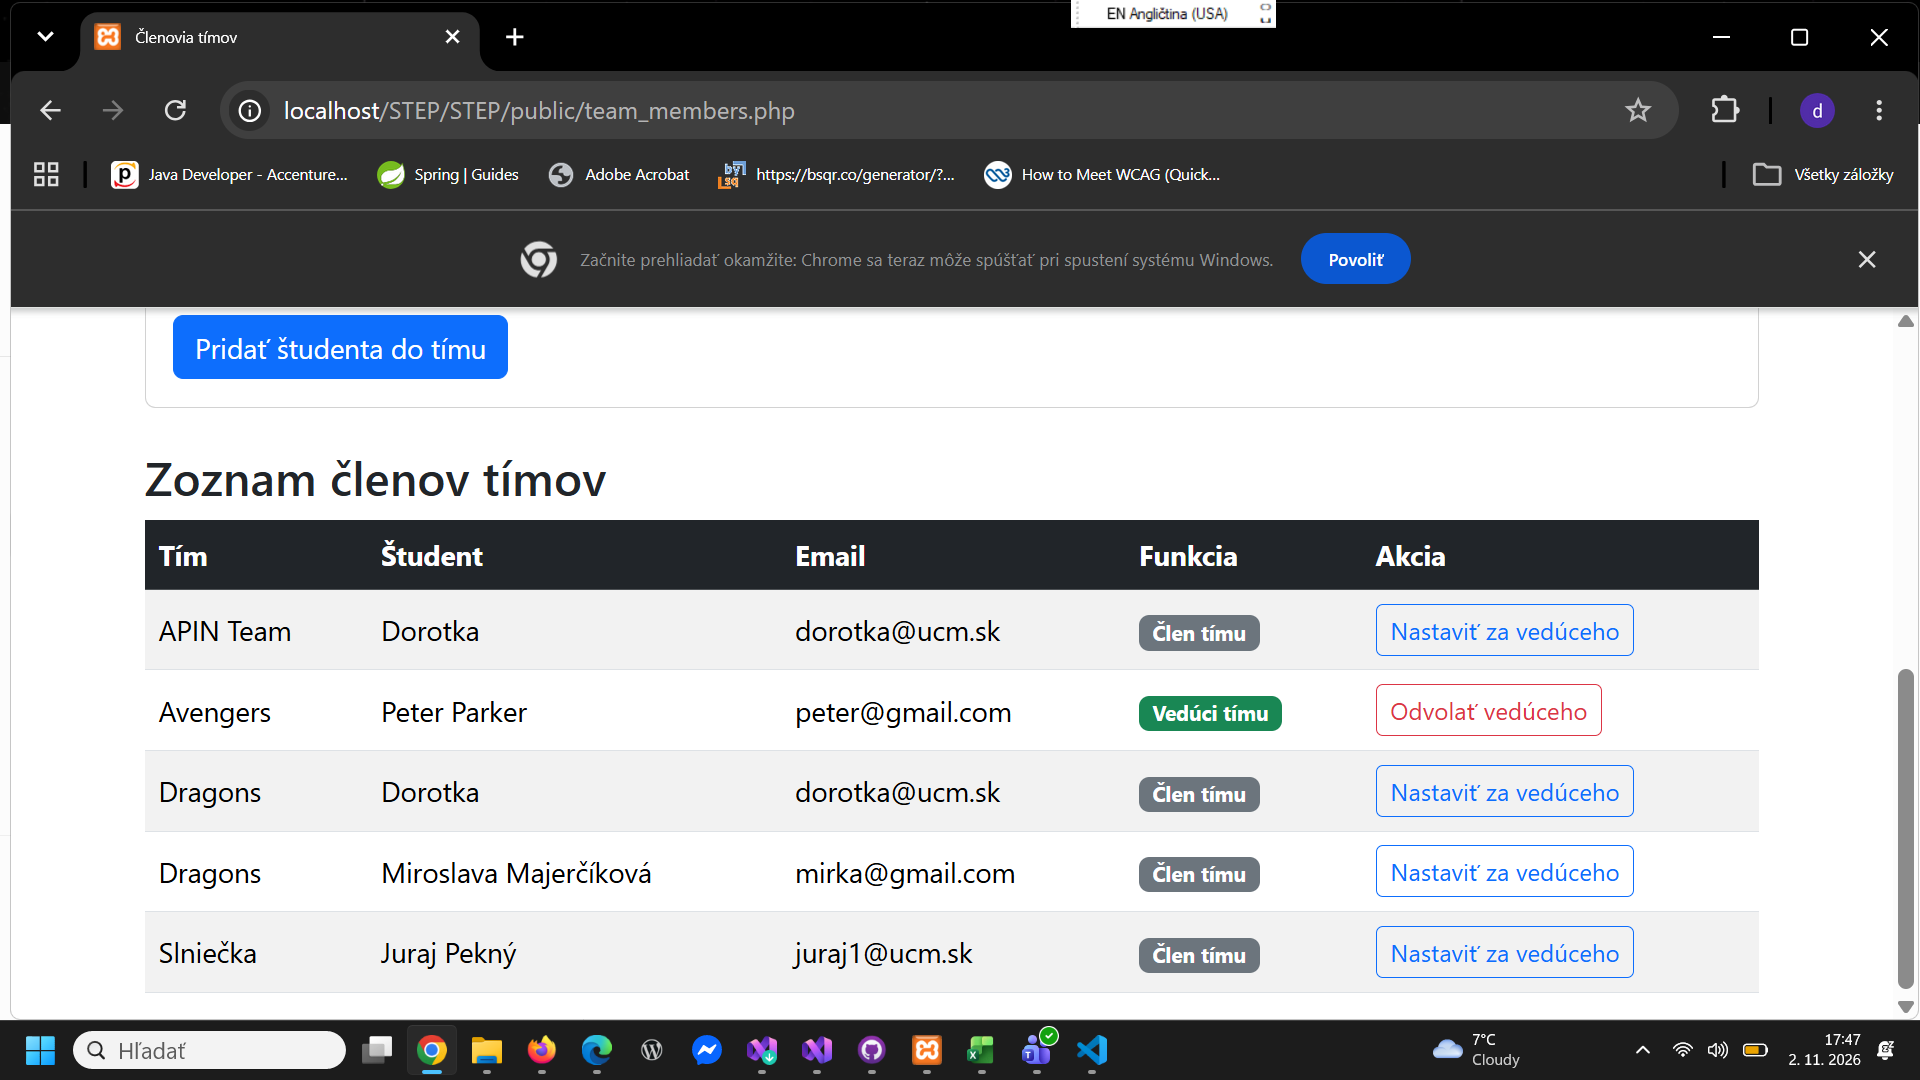 EN Angličtina (USA)
Členovia tímov
localhost/STEP/STEP/public/team_members.php
d
Java Developer - Accenture...
Spring | Guides
Adobe Acrobat
https://bsqr.co/generator/?...
How to Meet WCAG (Quick...
Všetky záložky
Začnite prehliadať okamžite: Chrome sa teraz môže spúšťať pri spustení systému Windows.
Povoliť
Pridať študenta do tímu
Zoznam členov tímov
Tím Študent Email Funkcia Akcia
APIN Team Dorotka dorotka@ucm.sk Člen tímu Nastaviť za vedúceho
Avengers Peter Parker peter@gmail.com Vedúci tímu Odvolať vedúceho
Dragons Dorotka dorotka@ucm.sk Člen tímu Nastaviť za vedúceho
Dragons Miroslava Majerčíková mirka@gmail.com Člen tímu Nastaviť za vedúceho
Slniečka Juraj Pekný juraj1@ucm.sk Člen tímu Nastaviť za vedúceho
Hľadať
7°C
Cloudy
17:47
2. 11. 2026